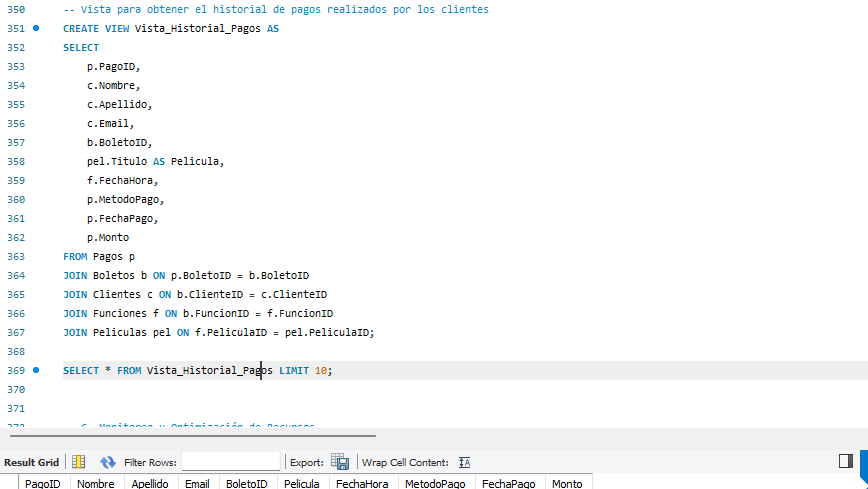 350 -- Vista para obtener el historial de pagos realizados por los clientes
351 CREATE VIEW Vista_Historial_Pagos AS
352 SELECT
353 p.PagoID,
354 c.Nombre,
355 c.Apellido,
356 c.Email,
357 b.BoletoID,
358 pel.Titulo AS Pelicula,
359 f.FechaHora,
360 p.MetodoPago,
361 p.FechaPago,
362 p.Monto
363 FROM Pagos p
364 JOIN Boletos b ON p.BoletoID = b.BoletoID
365 JOIN Clientes c ON b.ClienteID = c.ClienteID
366 JOIN Funciones f ON b.FuncionID = f.FuncionID
367 JOIN Peliculas pel ON f.PeliculaID = pel.PeliculaID;
368
369 SELECT * FROM Vista_Historial_Pagos LIMIT 10;
370
371
372 Monitoreo y Optimización de Recursos
Result Grid Filter Rows: Export: Wrap Cell Content:
PagoID Nombre Apellido Email BoletoID Pelicula FechaHora MetodoPago FechaPago Monto